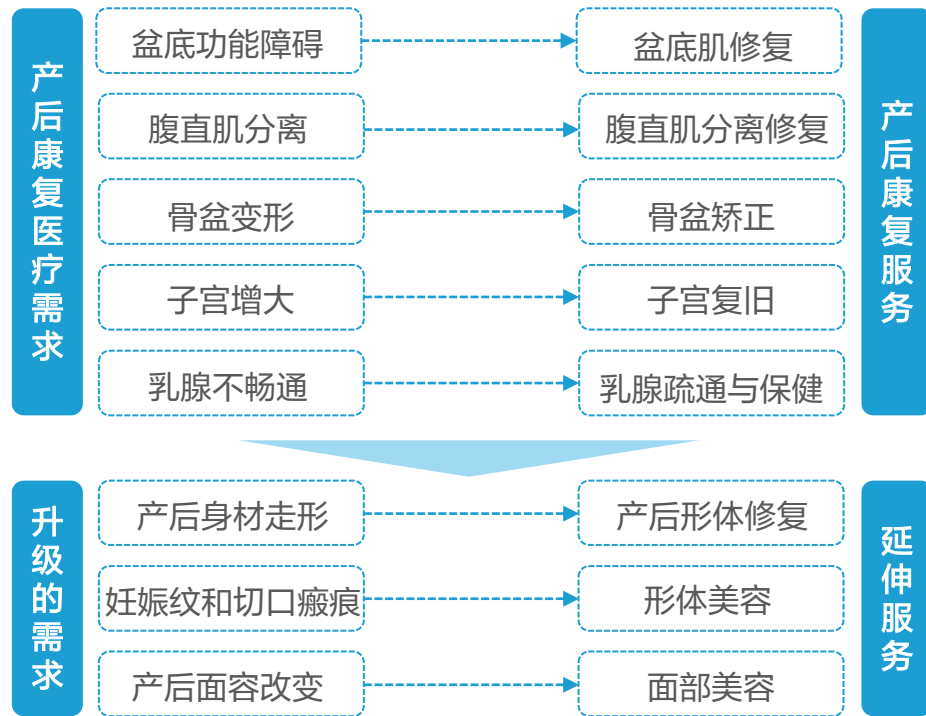 产后康复医疗需求
盆底功能障碍
盆底肌修复
腹直肌分离
腹直肌分离修复
骨盆变形
骨盆矫正
子宫增大
子宫复旧
乳腺不畅通
乳腺疏通与保健
产后康复服务
升级的需求
产后身材走形
产后形体修复
妊娠纹和切口瘢痕
形体美容
产后面容改变
面部美容
延伸服务